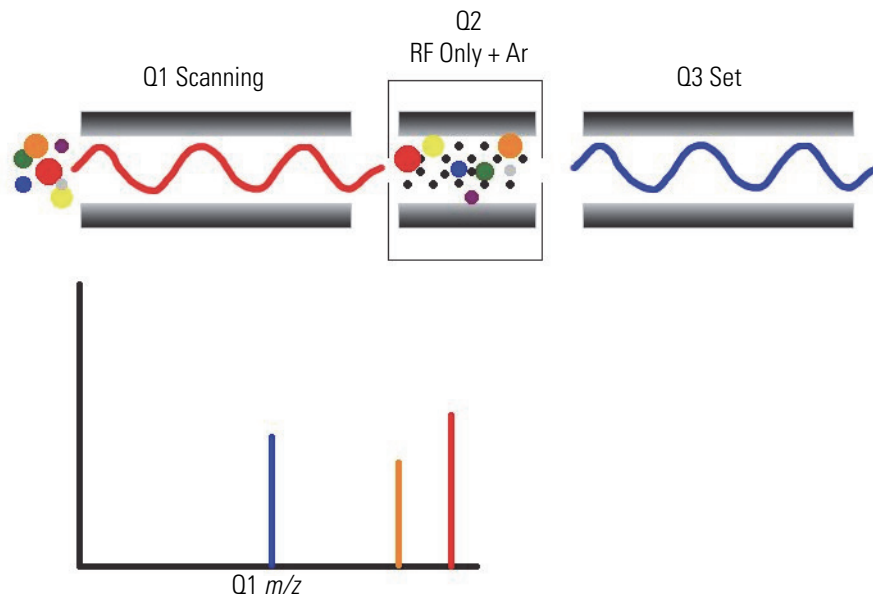 Q2
RF Only + Ar
Q1 Scanning
Q3 Set
Q1 m/z